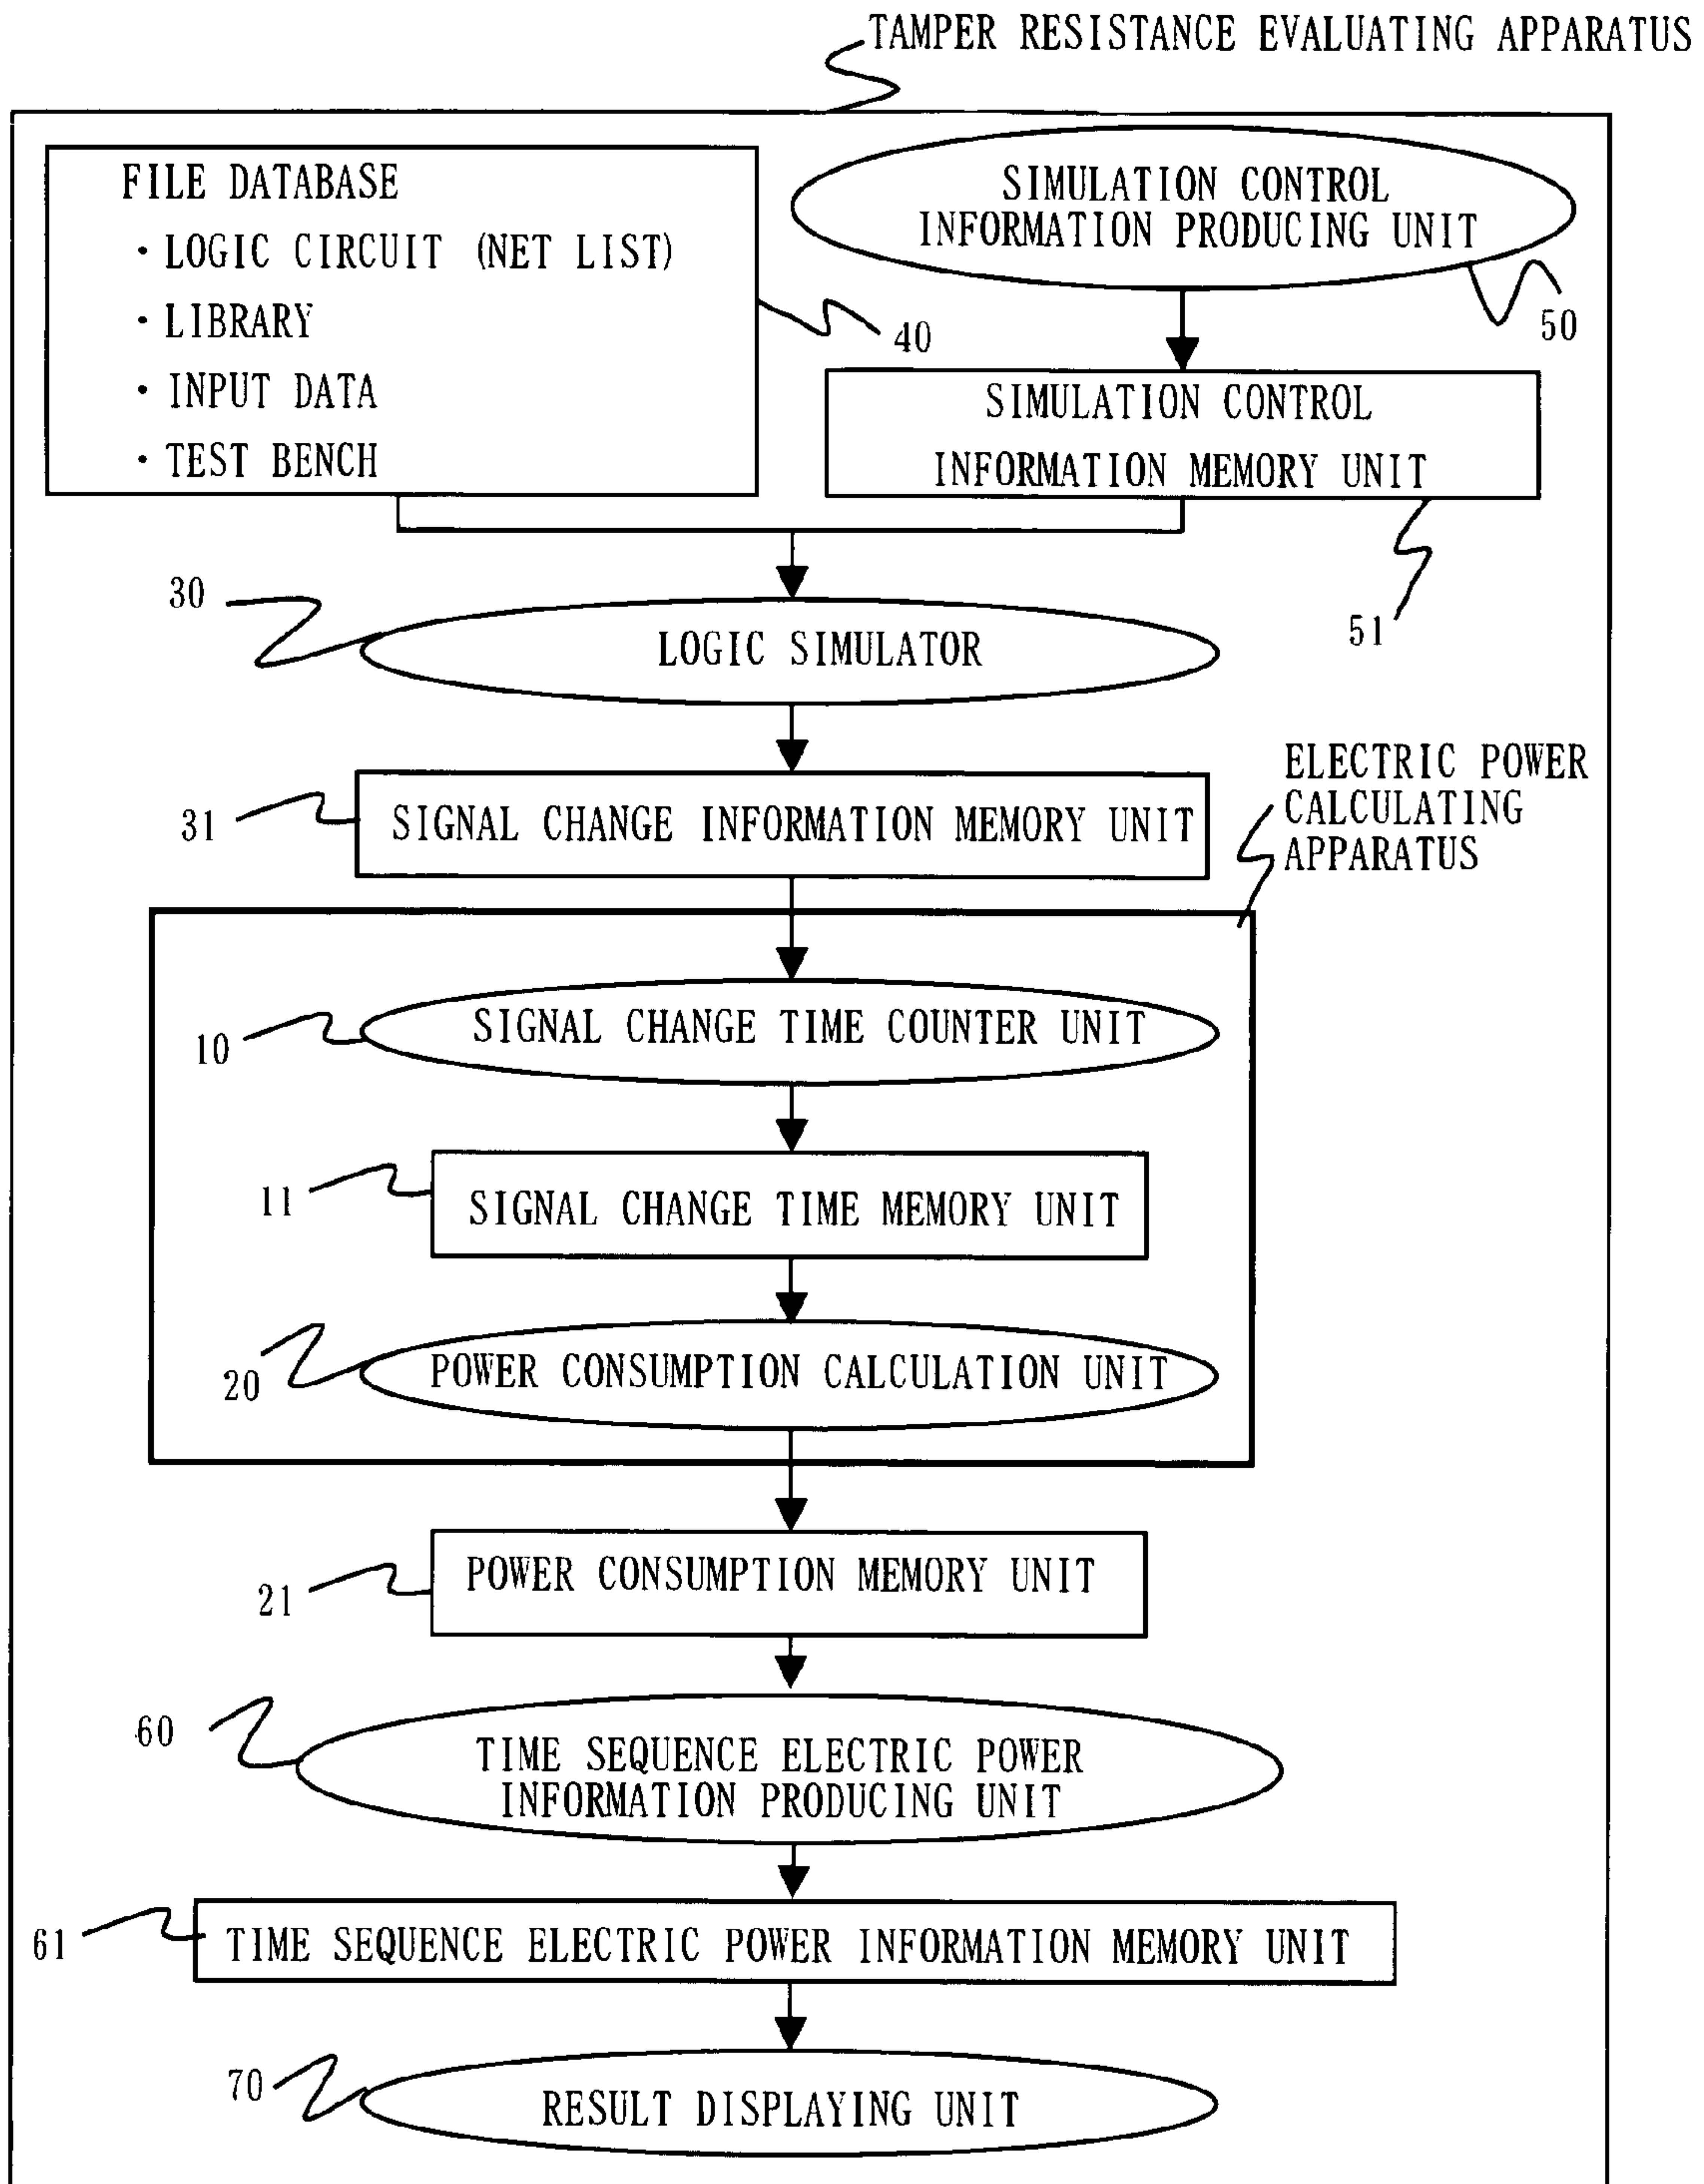 TAMPER RESISTANCE EVALUATING APPARATUS
FILE DATABASE
・LOGIC CIRCUIT (NET LIST)
・LIBRARY
・INPUT DATA
・TEST BENCH
40
SIMULATION CONTROL
INFORMATION PRODUCING UNIT
50
SIMULATION CONTROL
INFORMATION MEMORY UNIT
51
30
LOGIC SIMULATOR
31
SIGNAL CHANGE INFORMATION MEMORY UNIT
ELECTRIC POWER
CALCULATING
APPARATUS
10
SIGNAL CHANGE TIME COUNTER UNIT
11
SIGNAL CHANGE TIME MEMORY UNIT
20
POWER CONSUMPTION CALCULATION UNIT
21
POWER CONSUMPTION MEMORY UNIT
60
TIME SEQUENCE ELECTRIC POWER
INFORMATION PRODUCING UNIT
61
TIME SEQUENCE ELECTRIC POWER INFORMATION MEMORY UNIT
70
RESULT DISPLAYING UNIT